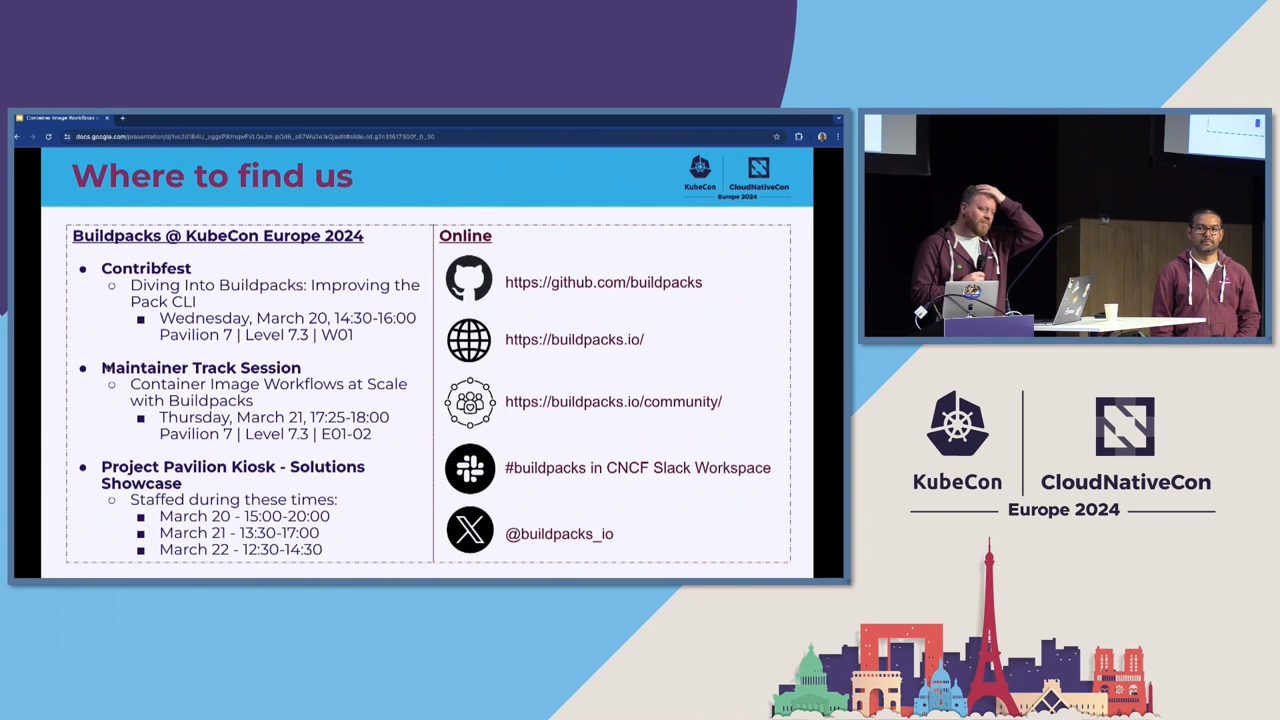 Container Image Workflows
Where to find us
KubeCon
CloudNativeCon
Europe 2024
Buildpacks @ KubeCon Europe 2024
Contribfest
Diving Into Buildpacks: Improving the
Pack CLI
Wednesday, March 20, 14:30-16:00
Pavilion 7 | Level 7.3 | W01
Maintainer Track Session
Container Image Workflows at Scale
with Buildpacks
Thursday, March 21, 17:25-18:00
Pavilion 7 | Level 7.3 | E01-02
Project Pavilion Kiosk - Solutions
Showcase
Staffed during these times:
March 20 - 15:00-20:00
March 21 - 13:30-17:00
March 22 - 12:30-14:30
Online
https://github.com/buildpacks
https://buildpacks.io/
https://buildpacks.io/community/
#buildpacks in CNCF Slack Workspace
@buildpacks_io
KubeCon
CloudNativeCon
Europe 2024